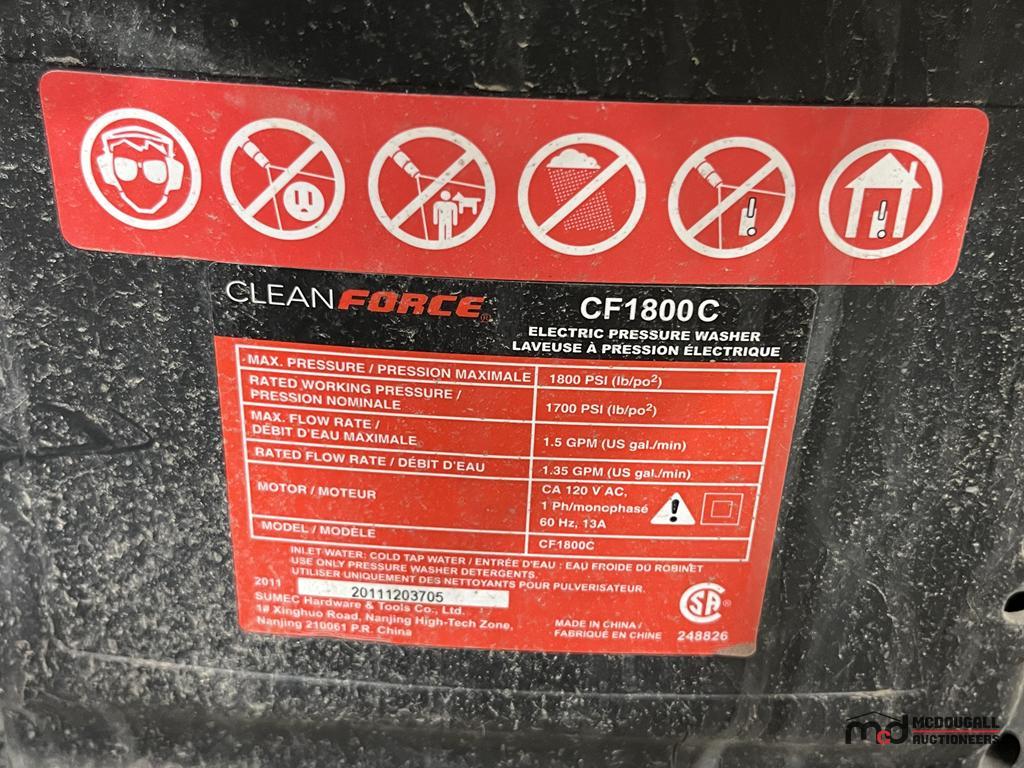 CLEANFORCE®
CF1800C
ELECTRIC PRESSURE WASHER
LAVEUSE À PRESSION ÉLECTRIQUE
MAX. PRESSURE / PRESSION MAXIMALE 1800 PSI (lb/po²)
RATED WORKING PRESSURE /
PRESSION NOMINALE 1700 PSI (lb/po²)
MAX. FLOW RATE /
DÉBIT D'EAU MAXIMALE 1.5 GPM (US gal./min)
RATED FLOW RATE / DÉBIT D'EAU 1.35 GPM (US gal./min)
MOTOR / MOTEUR CA 120 V AC,
1 Ph/monophasé
60 Hz, 13A
MODEL / MODÈLE CF1800C
INLET WATER: COLD TAP WATER / ENTRÉE D'EAU : EAU FROIDE DU ROBINET
USE ONLY PRESSURE WASHER DETERGENTS.
UTILISER UNIQUEMENT DES NETTOYANTS POUR PULVERISATEUR.
2011 20111203705
SUMEC Hardware & Tools Co., Ltd.
1# Xinghuo Road, Nanjing High-Tech Zone,
Nanjing 210061 P.R. China
MADE IN CHINA /
FABRIQUÉ EN CHINE
SA
248826
mcd MCDOUGALL
AUCTIONEERS